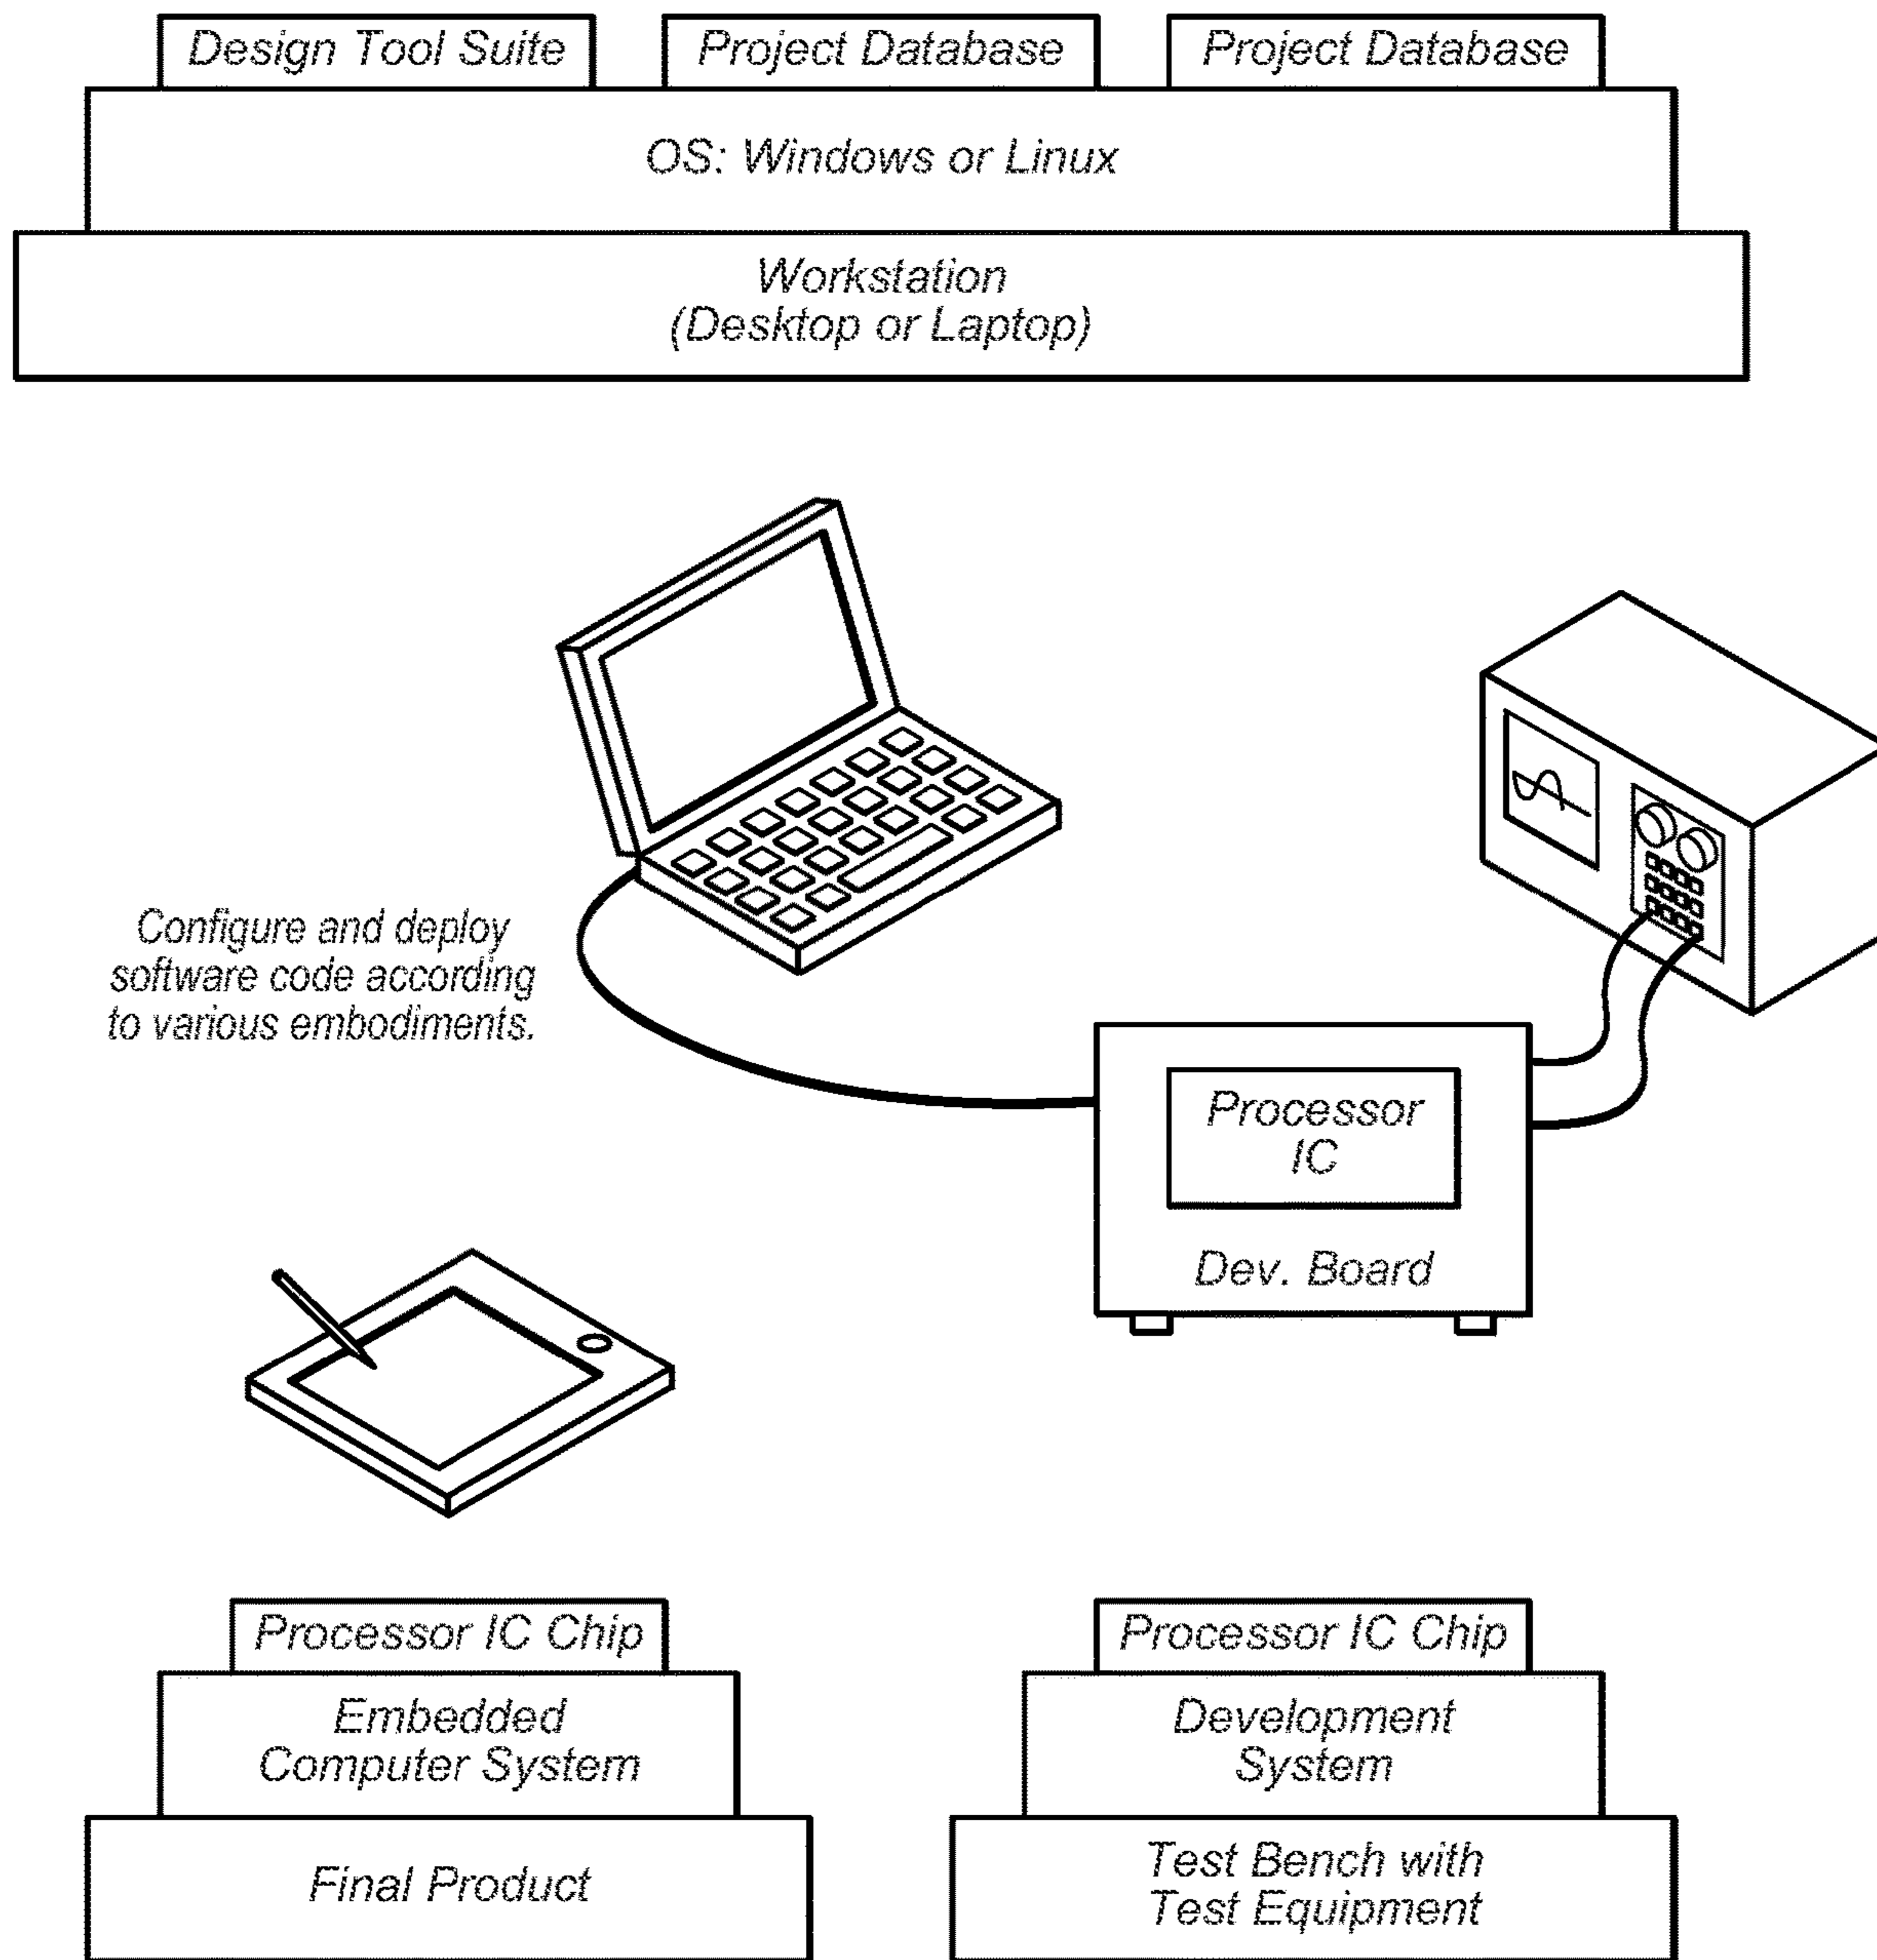 Design Tool Suite
Project Database
Project Database
OS: Windows or Linux
Workstation
(Desktop or Laptop)
Configure and deploy
software code according
to various embodiments.
Processor
IC
Dev. Board
Processor IC Chip
Embedded
Computer System
Final Product
Processor IC Chip
Development
System
Test Bench with
Test Equipment